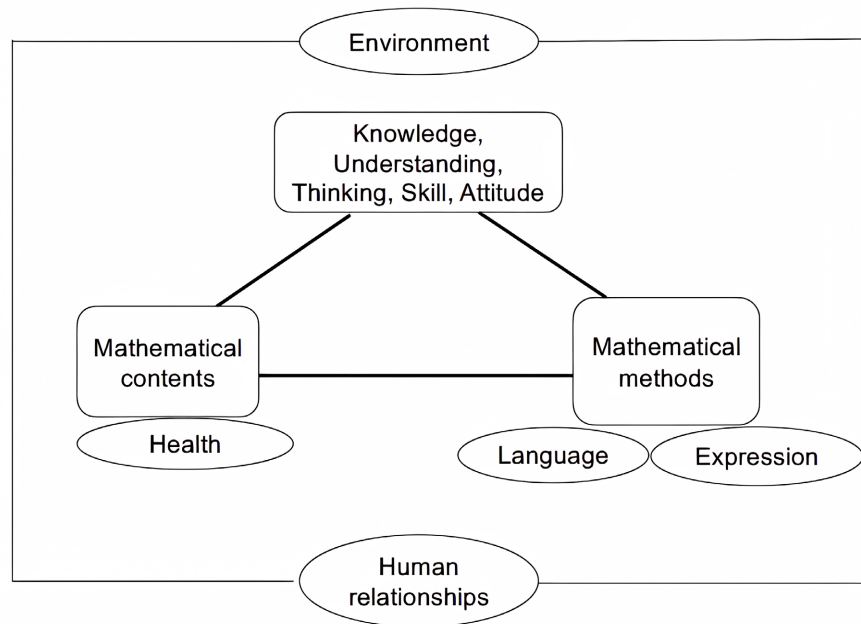 Environment
Knowledge,
Understanding,
Thinking, Skill, Attitude
Mathematical
contents
Mathematical
methods
Health
Language
Expression
Human
relationships